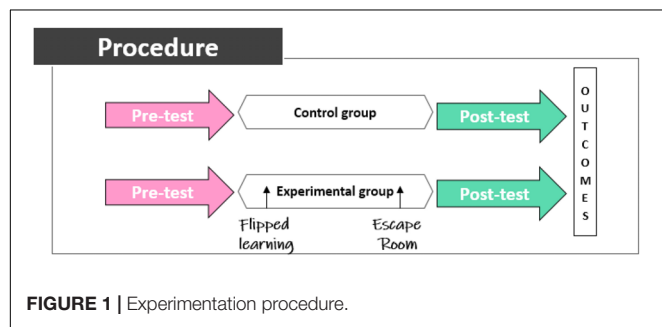 Procedure
Pre-test
Control group
Post-test
Pre-test
Experimental group
Post-test
Flipped
learning
Escape
Room
OUTCOMES
FIGURE 1 | Experimentation procedure.